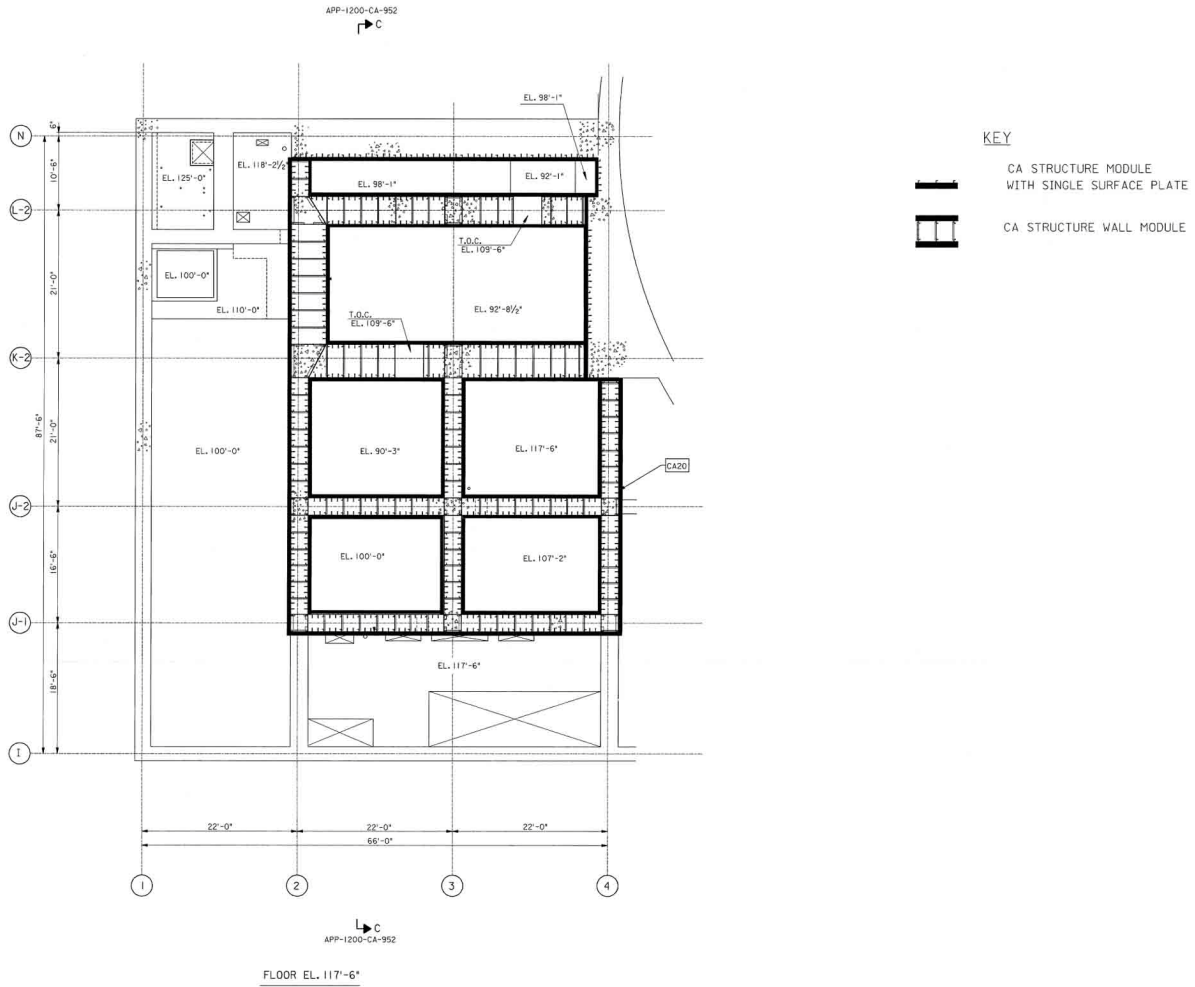 APP-1200-CA-952
C
EL. 98'-1"
N
6"
KEY
CA STRUCTURE MODULE
WITH SINGLE SURFACE PLATE
CA STRUCTURE WALL MODULE
10'-6"
EL. 125'-0"
EL. 118'-2½"
EL. 98'-1"
EL. 92'-1"
L-2
T.O.C.
EL. 109'-6"
21'-0"
EL. 100'-0"
EL. 110'-0"
EL. 92'-8½"
T.O.C.
EL. 109'-6"
K-2
87'-6"
21'-0"
EL. 100'-0"
EL. 90'-3"
EL. 117'-6"
CA20
J-2
16'-6"
EL. 100'-0"
EL. 107'-2"
J-1
18'-6"
EL. 117'-6"
I
22'-0"
22'-0"
22'-0"
66'-0"
1
2
3
4
C
APP-1200-CA-952
FLOOR EL. 117'-6"